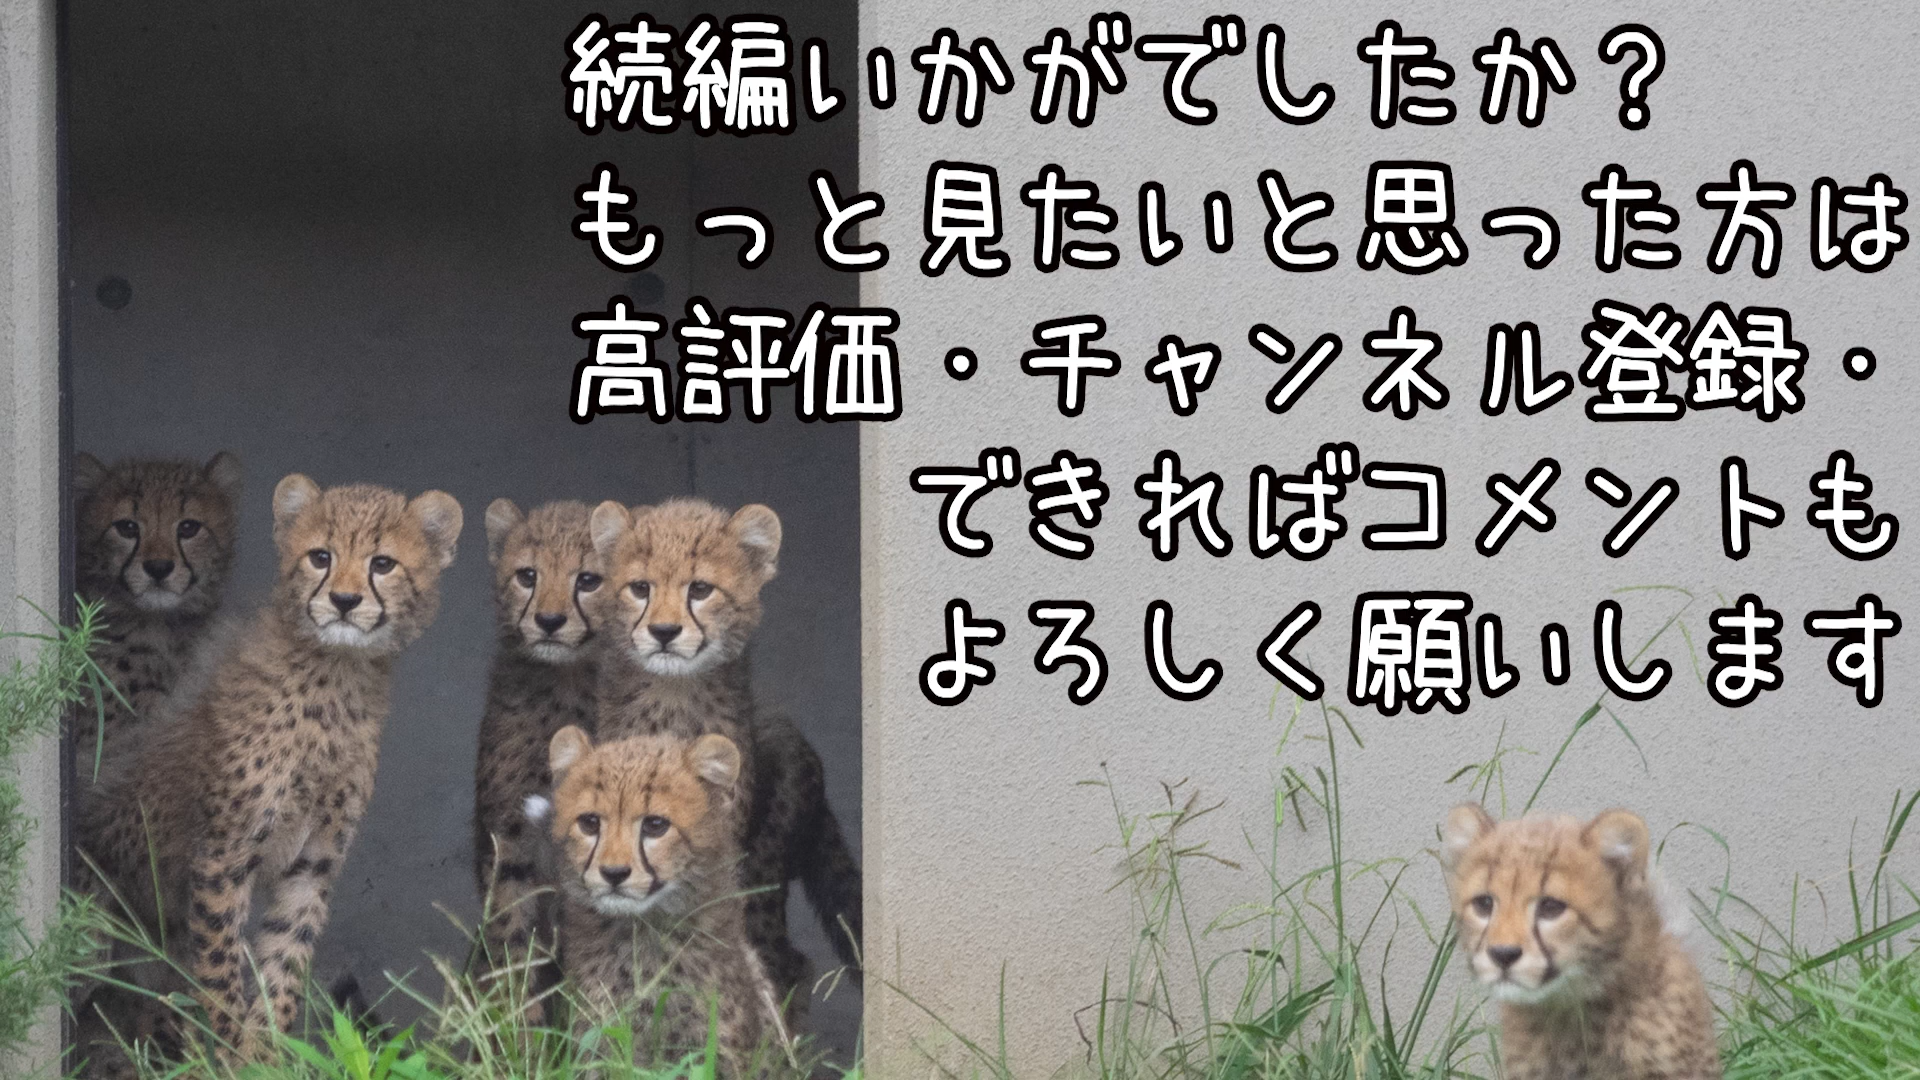 続編いかがでしたか？
もっと見たいと思った方は
高評価・チャンネル登録・
できればコメントも
よろしく願いします